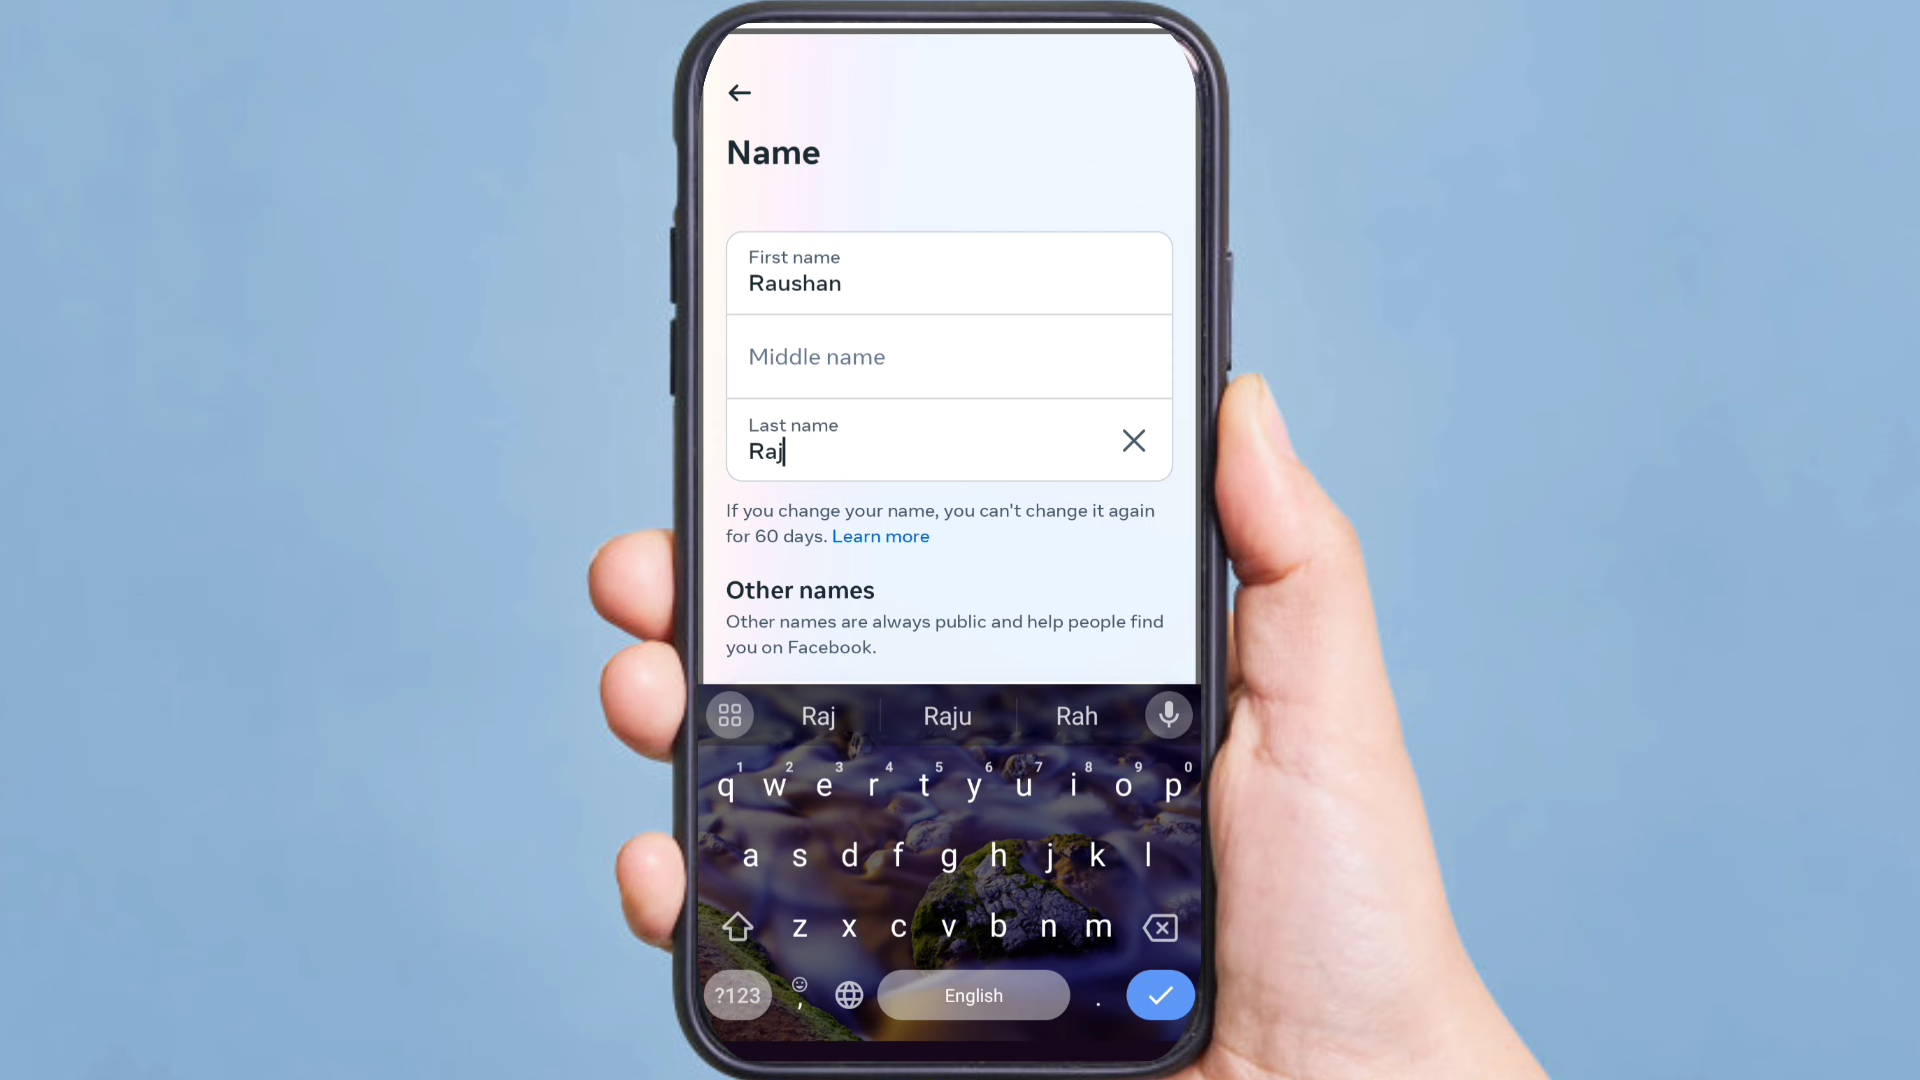 Name
First name
Raushan
Middle name
Last name
Raj
If you change your name, you can't change it again
for 60 days. Learn more
Other names
Other names are always public and help people find
you on Facebook.
Raj Raju Rah
1 2 3 4 5 6 7 8 9 0
q w e r t y u i o p
a s d f g h j k l
z x c v b n m
?123 , English .